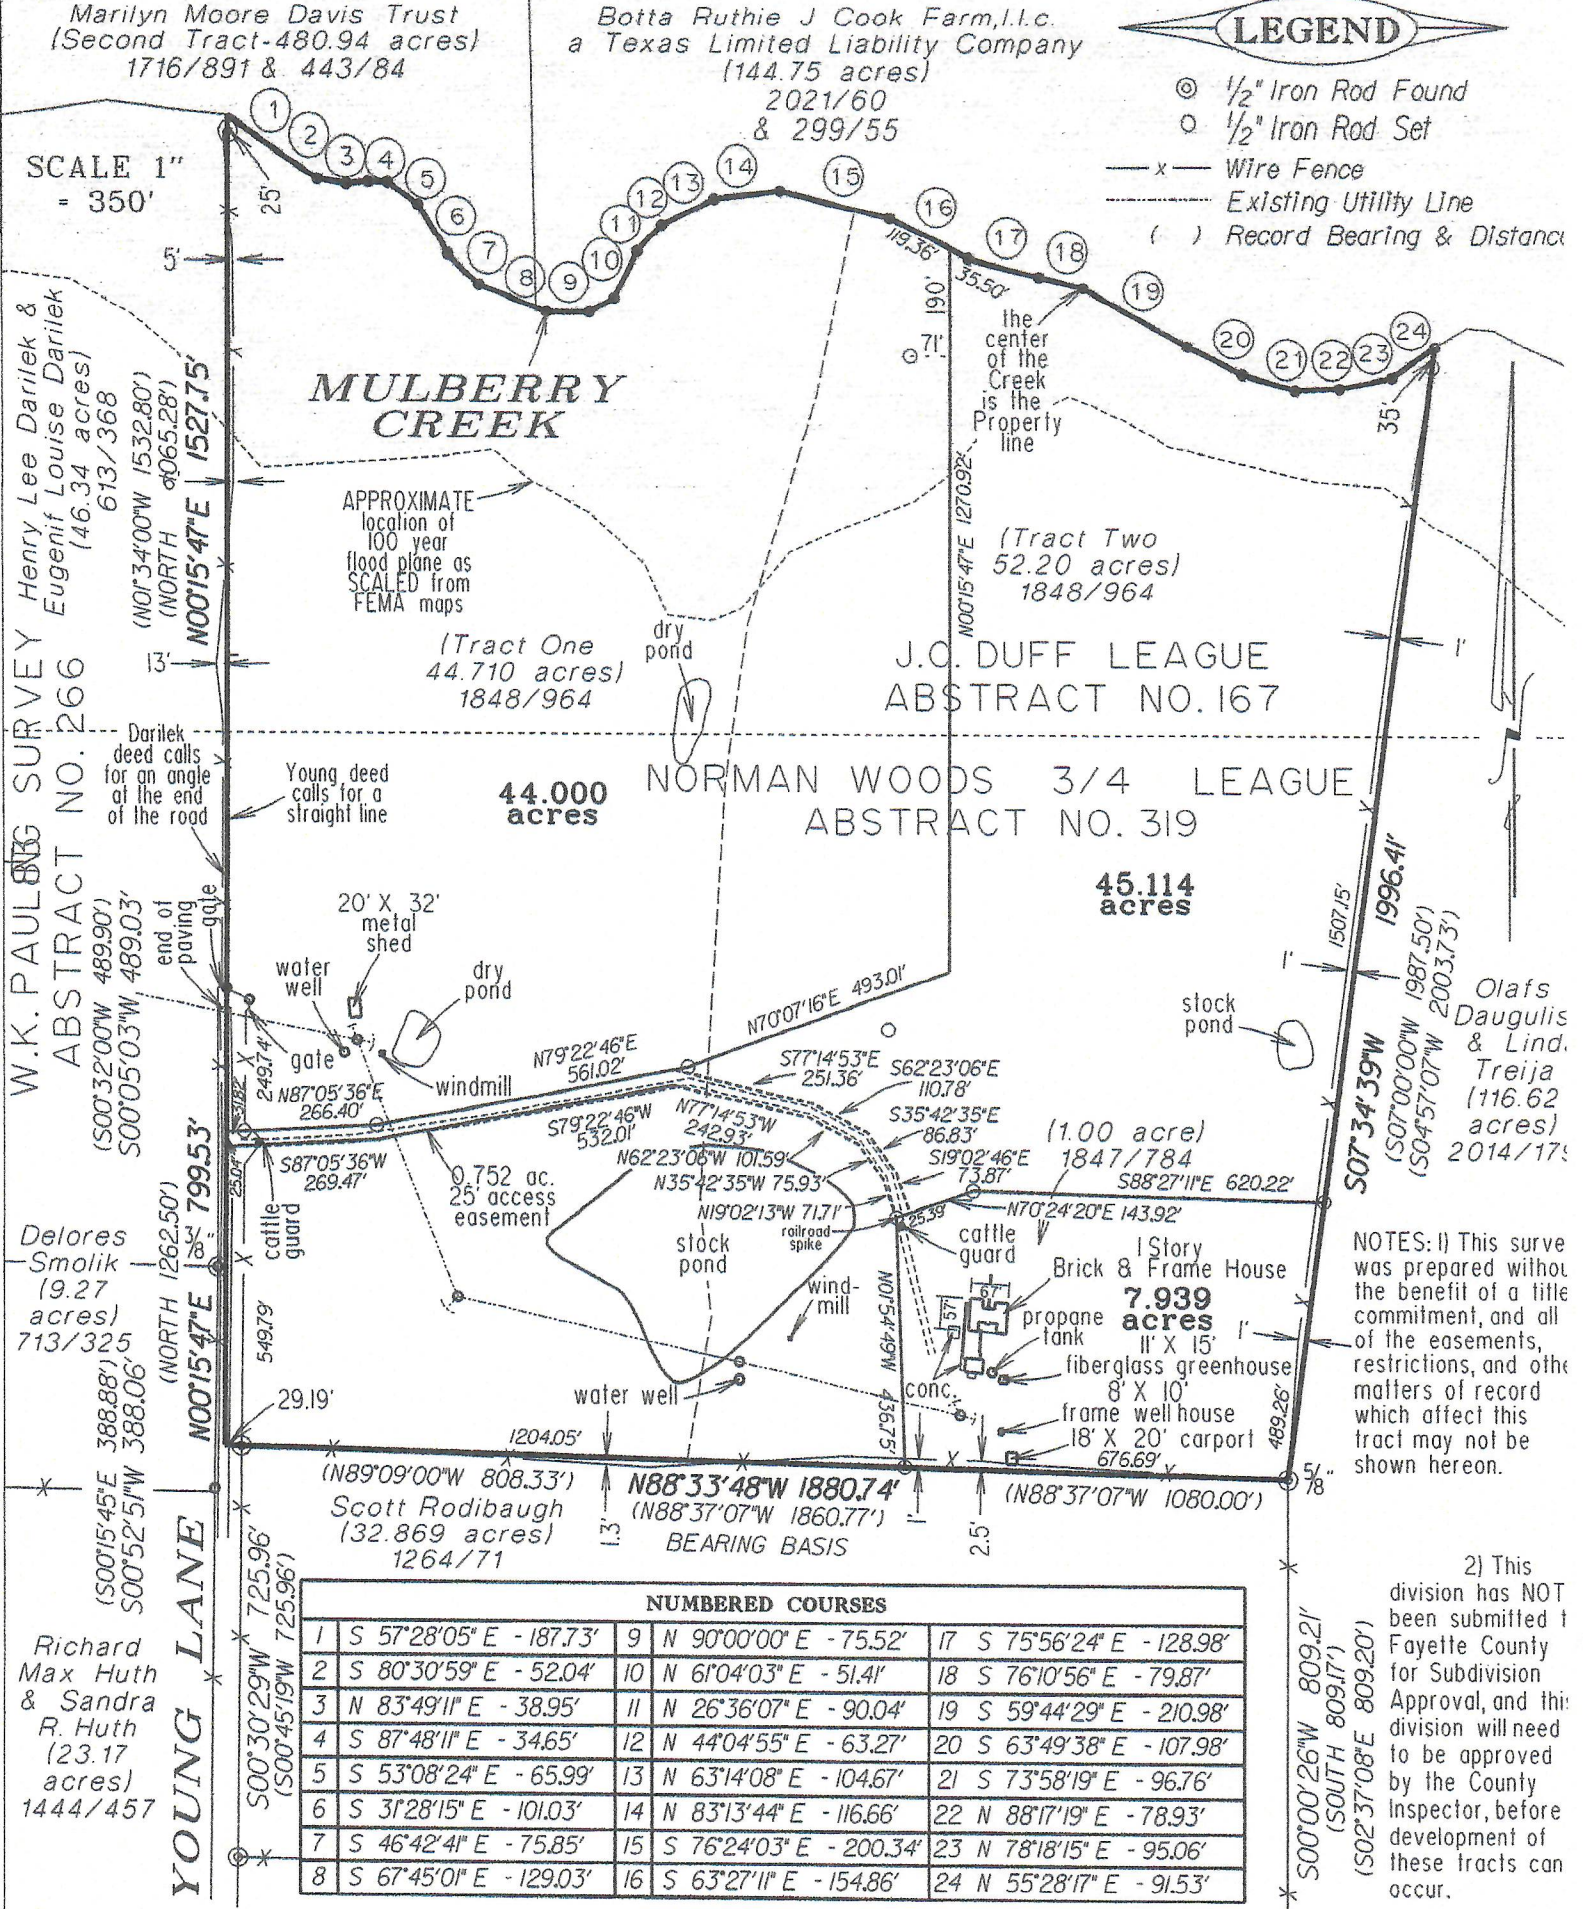 Marilyn Moore Davis Trust
(Second Tract-480.94 acres)
1716/891 & 443/84
Botta Ruthie J Cook Farm,l.l.c.
a Texas Limited Liability Company
(144.75 acres)
2021/60
& 299/55
LEGEND
1/2" Iron Rod Found
1/2" Iron Rod Set
x Wire Fence
Existing Utility Line
( ) Record Bearing & Distance
SCALE 1"
= 350'
1
2
3
4
5
6
7
8
9
10
11
12
13
14
15
16
17
18
19
20
21
22
23
24
25'
5'
119.36'
35.50'
190'
71'
35'
the
center
of the
Creek
is the
Property
line
MULBERRY
CREEK
Henry Lee Darilek &
Eugenif Louise Darilek
(46.34 acres)
613/368
(N01°34'00"W 1532.80')
(NORTH 1065.28')
N00°15'47"E 1527.75'
APPROXIMATE
location of
100 year
flood plane as
SCALED from
FEMA maps
N00°15'47"E 1270.92'
(Tract Two
52.20 acres)
1848/964
(Tract One
44.710 acres)
1848/964
dry
pond
13'
1'
J.C. DUFF LEAGUE
ABSTRACT NO. 167
W.K. PAULING SURVEY
ABSTRACT NO. 266
Darilek
deed calls
for an angle
at the end
of the road
Young deed
calls for a
straight line
44.000
acres
NORMAN WOODS 3/4 LEAGUE
ABSTRACT NO. 319
45.114
acres
1507.15'
1996.41'
S07°34'39"W
(S07°00'00"W 1987.50')
(S04°57'07"W 2003.73')
1'
Olafs
Daugulis
& Lind
Treija
(116.62
acres)
2014/179
(S00°32'00"W 489.90')
S00°05'03"W 489.03'
end of
paving
gate
20' X 32'
metal
shed
water
well
dry
pond
gate
windmill
stock
pond
249.74'
31.82'
N87°05'36"E
266.40'
N79°22'46"E
561.02'
N70°07'16"E 493.01'
S77°14'53"E
251.36'
S62°23'06"E
110.78'
S35°42'35"E
86.83'
S19°02'46"E
73.87'
S79°22'46"W
532.01'
N77°14'53"W
242.93'
N62°23'06"W 101.59'
N35°42'35"W 75.93'
N19°02'13"W 71.71'
S87°05'36"W
269.47'
25.04'
0.752 ac.
25' access
easement
cattle
guard
(1.00 acre)
1847/784
S88°27'11"E 620.22'
N70°24'20"E 143.92'
25.39'
railroad
spike
cattle
guard
stock
pond
wind-
mill
water well
N00°15'47"E 799.53'
(NORTH 1262.50')
3/8"
Delores
Smolik
(9.27
acres)
713/325
549.79'
(S00°15'45"E 388.88')
S00°52'51"W 388.06'
29.19'
N01°54'49"W 436.75'
1 Story
Brick & Frame House
67'
57'
7.939
acres
propane
tank
11' X 15'
fiberglass greenhouse
8' X 10'
frame well house
18' X 20' carport
conc.
1'
489.26'
5/8"
NOTES: 1) This surve
was prepared withou
the benefit of a title
commitment, and all
of the easements,
restrictions, and othe
matters of record
which affect this
tract may not be
shown hereon.
1204.05'
676.69'
(N89°09'00"W 808.33')
N88°33'48"W 1880.74'
(N88°37'07"W 1860.77')
BEARING BASIS
(N88°37'07"W 1080.00')
1.3'
1'
2.5'
Scott Rodibaugh
(32.869 acres)
1264/71
YOUNG LANE
S00°30'29"W 725.96'
(S00°45'19"W 725.96')
Richard
Max Huth
& Sandra
R. Huth
(23.17
acres)
1444/457
NUMBERED COURSES
1 S 57°28'05" E - 187.73' 9 N 90°00'00" E - 75.52' 17 S 75°56'24" E - 128.98'
2 S 80°30'59" E - 52.04' 10 N 61°04'03" E - 51.41' 18 S 76°10'56" E - 79.87'
3 N 83°49'11" E - 38.95' 11 N 26°36'07" E - 90.04' 19 S 59°44'29" E - 210.98'
4 S 87°48'11" E - 34.65' 12 N 44°04'55" E - 63.27' 20 S 63°49'38" E - 107.98'
5 S 53°08'24" E - 65.99' 13 N 63°14'08" E - 104.67' 21 S 73°58'19" E - 96.76'
6 S 31°28'15" E - 101.03' 14 N 83°13'44" E - 116.66' 22 N 88°17'19" E - 78.93'
7 S 46°42'41" E - 75.85' 15 S 76°24'03" E - 200.34' 23 N 78°18'15" E - 95.06'
8 S 67°45'01" E - 129.03' 16 S 63°27'11" E - 154.86' 24 N 55°28'17" E - 91.53'
S00°00'26"W 809.21'
(SOUTH 809.17')
(S02°37'08"E 809.20')
2) This
division has NOT
been submitted t
Fayette County
for Subdivision
Approval, and this
division will need
to be approved
by the County
Inspector, before
development of
these tracts can
occur.